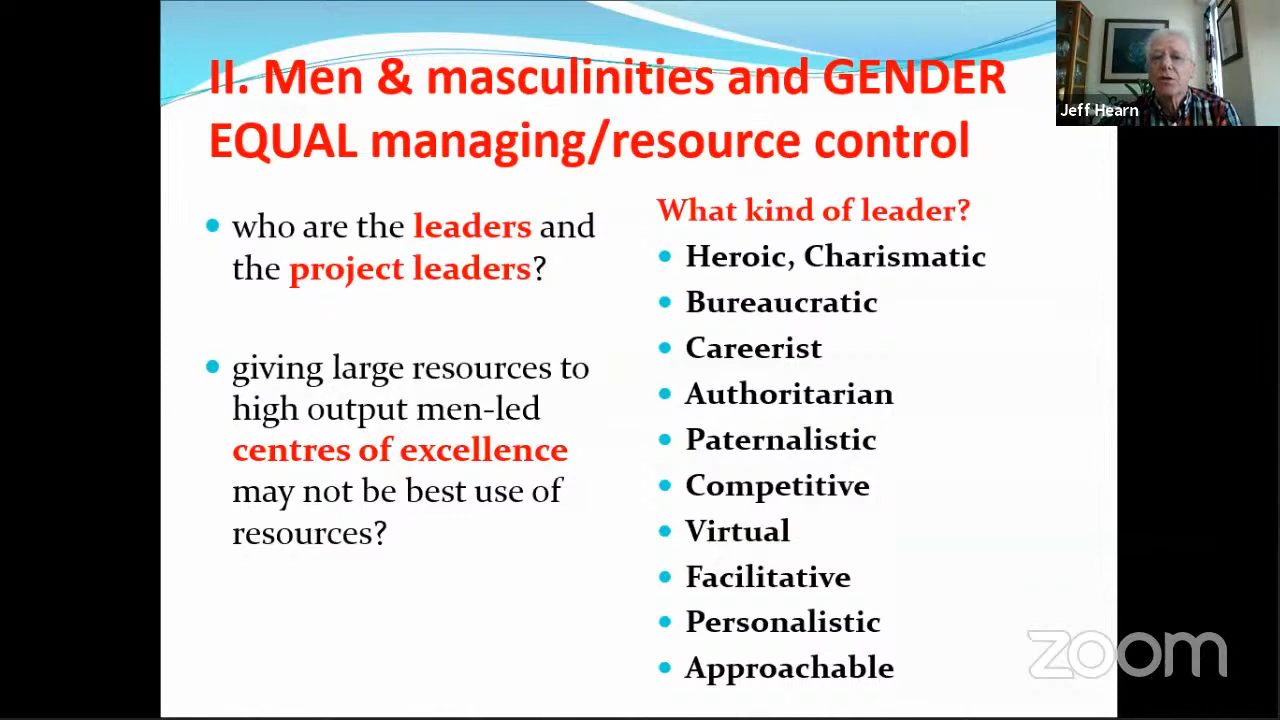 II. Men & masculinities and GENDER
EQUAL managing/resource control
Jeff Hearn
who are the leaders and
the project leaders?
giving large resources to
high output men-led
centres of excellence
may not be best use of
resources?
What kind of leader?
Heroic, Charismatic
Bureaucratic
Careerist
Authoritarian
Paternalistic
Competitive
Virtual
Facilitative
Personalistic
Approachable
zoom